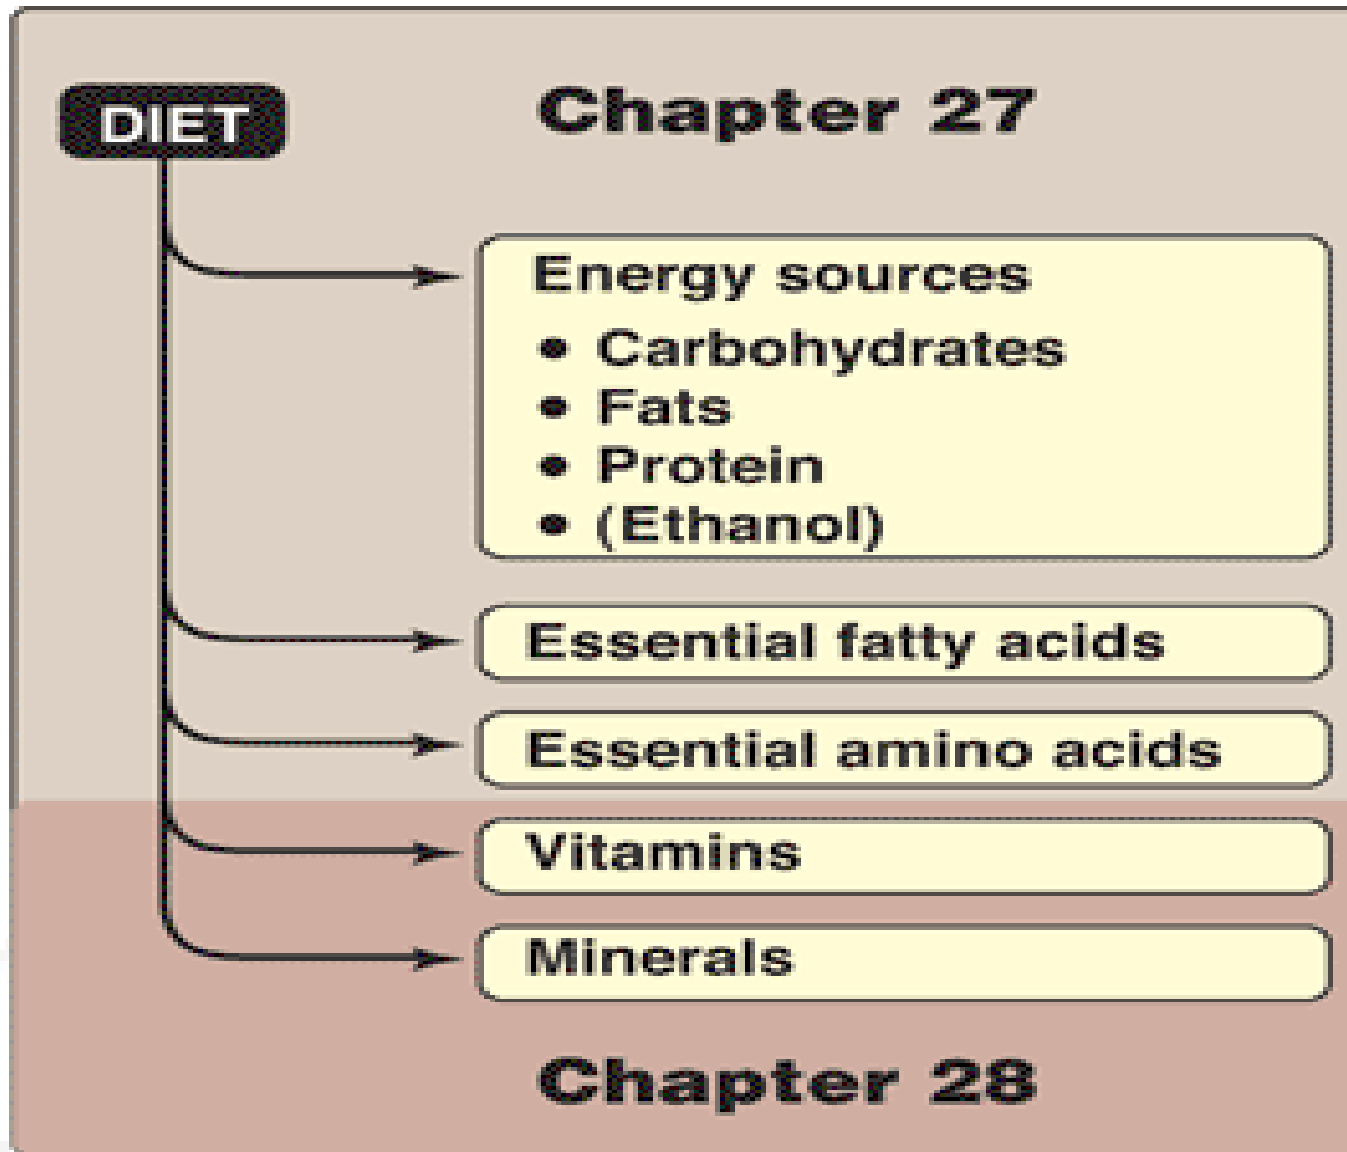 DIET
Chapter 27
Energy sources
• Carbohydrates
• Fats
• Protein
• (Ethanol)
Essential fatty acids
Essential amino acids
Vitamins
Minerals
Chapter 28